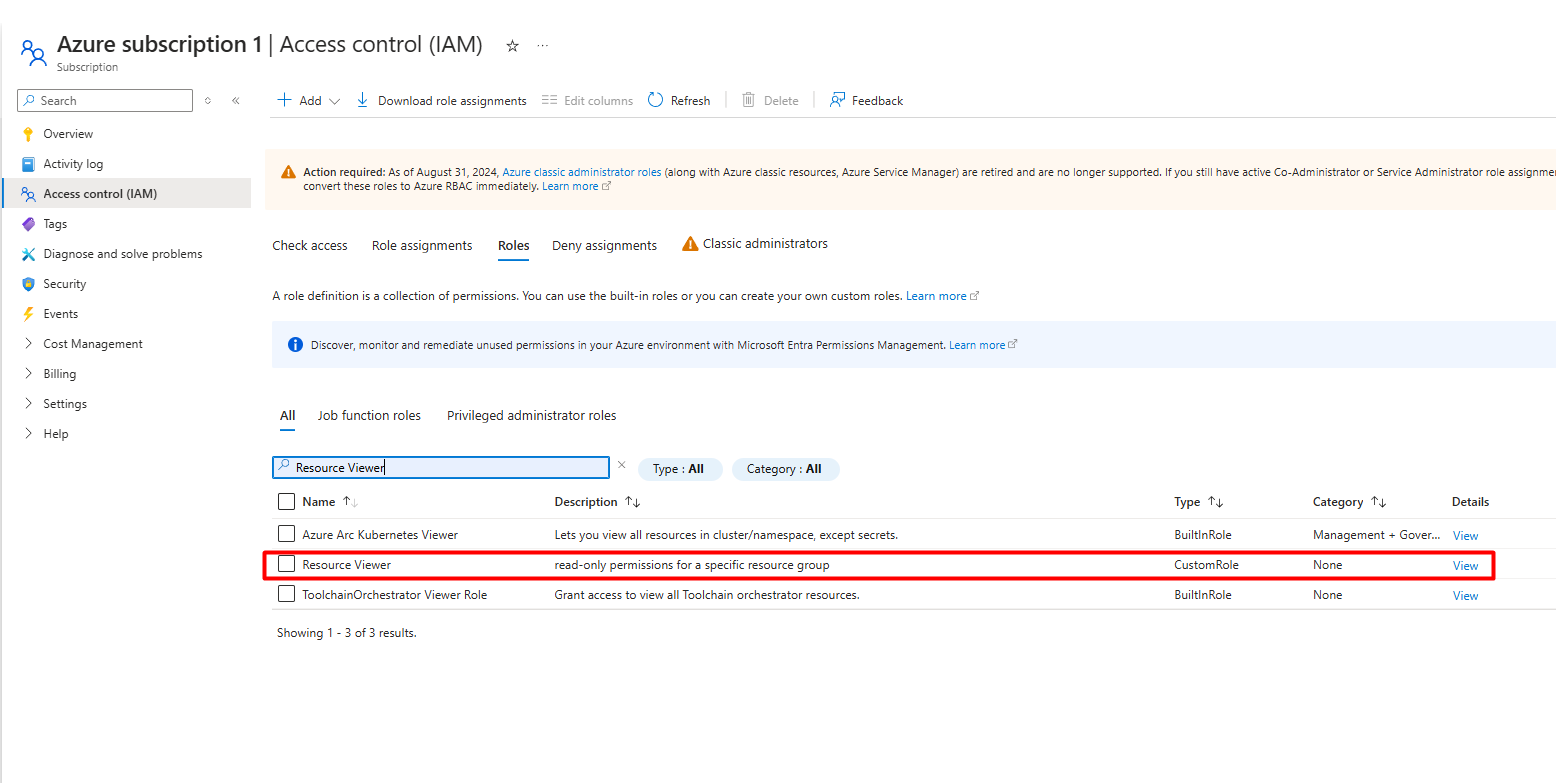 Azure subscription 1 | Access control (IAM) ☆ ...
Subscription
Search
Overview
Activity log
Access control (IAM)
Tags
Diagnose and solve problems
Security
Events
Cost Management
Billing
Settings
Help
Add Download role assignments Edit columns Refresh Delete Feedback
Action required: As of August 31, 2024, Azure classic administrator roles (along with Azure classic resources, Azure Service Manager) are retired and are no longer supported. If you still have active Co-Administrator or Service Administrator role assignme
convert these roles to Azure RBAC immediately. Learn more
Check access Role assignments Roles Deny assignments Classic administrators
A role definition is a collection of permissions. You can use the built-in roles or you can create your own custom roles. Learn more
Discover, monitor and remediate unused permissions in your Azure environment with Microsoft Entra Permissions Management. Learn more
All Job function roles Privileged administrator roles
Resource Viewer × Type : All Category : All
Name ↑↓ Description ↑↓ Type ↑↓ Category ↑↓ Details
Azure Arc Kubernetes Viewer Lets you view all resources in cluster/namespace, except secrets. BuiltInRole Management + Gover... View
Resource Viewer read-only permissions for a specific resource group CustomRole None View
ToolchainOrchestrator Viewer Role Grant access to view all Toolchain orchestrator resources. BuiltInRole None View
Showing 1 - 3 of 3 results.